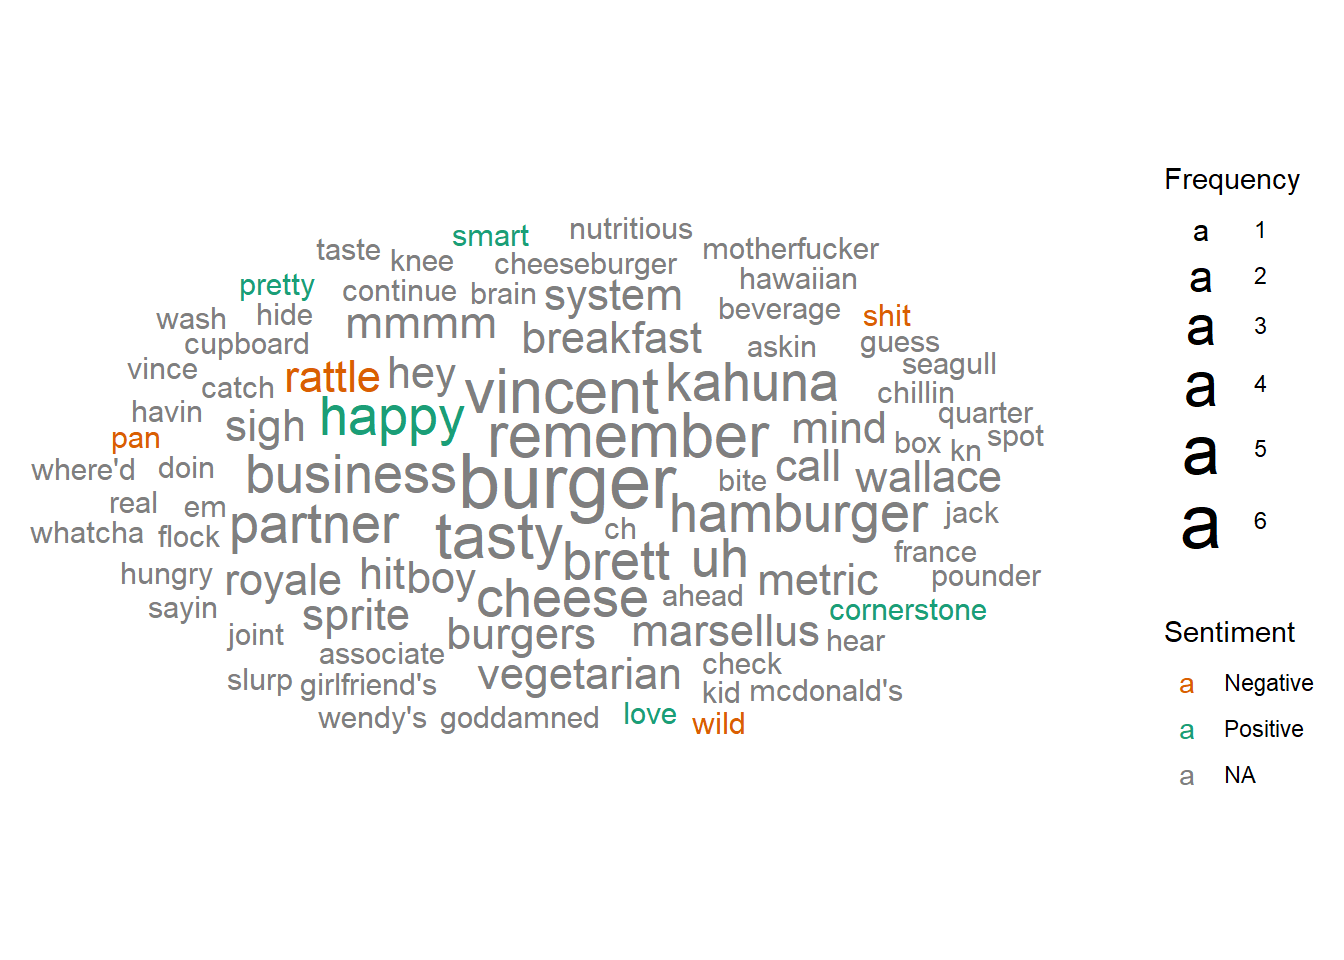 smart
nutritious
taste
knee
cheeseburger
motherfucker
hawaiian
pretty
continue
brain
system
beverage
shit
wash
hide
mmmm
breakfast
askin
guess
cupboard
seagull
vince
catch
rattle
hey
vincent
kahuna
chillin
havin
sigh
happy
remember
mind
quarter
pan
box
kn
spot
where'd
doin
business
burger
bite
call
wallace
real
em
partner
tasty
ch
hamburger
jack
whatcha
flock
brett
uh
france
hungry
royale
hit
boy
cheese
ahead
metric
pounder
sayin
sprite
burgers
marsellus
cornerstone
joint
hear
associate
vegetarian
check
slurp
girlfriend's
kid
mcdonald's
wendy's
goddamned
love
wild
Frequency
a 1
a 2
a 3
a 4
a 5
a 6
Sentiment
a Negative
a Positive
a NA